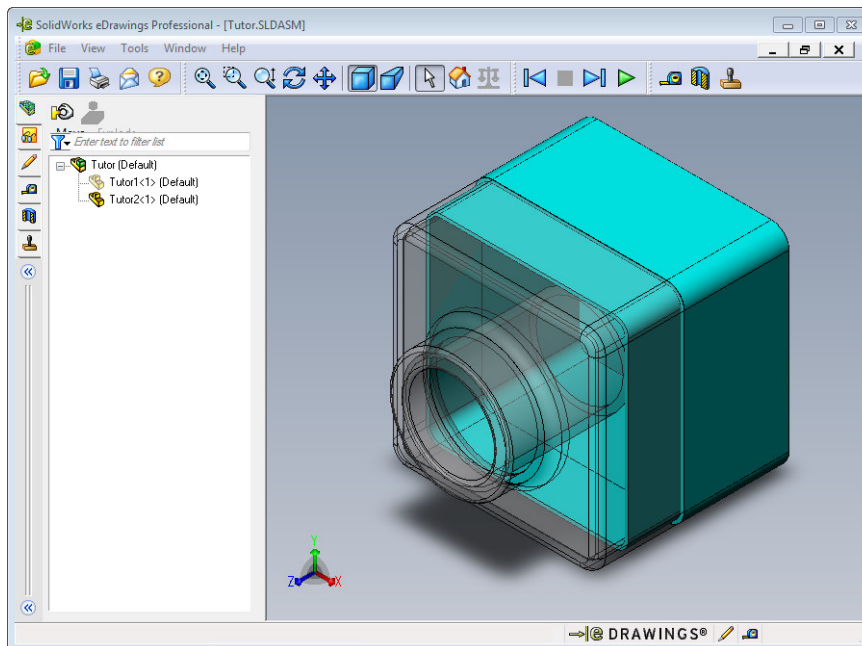 SolidWorks eDrawings Professional - [Tutor.SLDASM]
File View Tools Window Help
Enter text to filter list
Tutor (Default)
Tutor1<1> (Default)
Tutor2<1> (Default)
Y
Z X
e DRAWINGS®